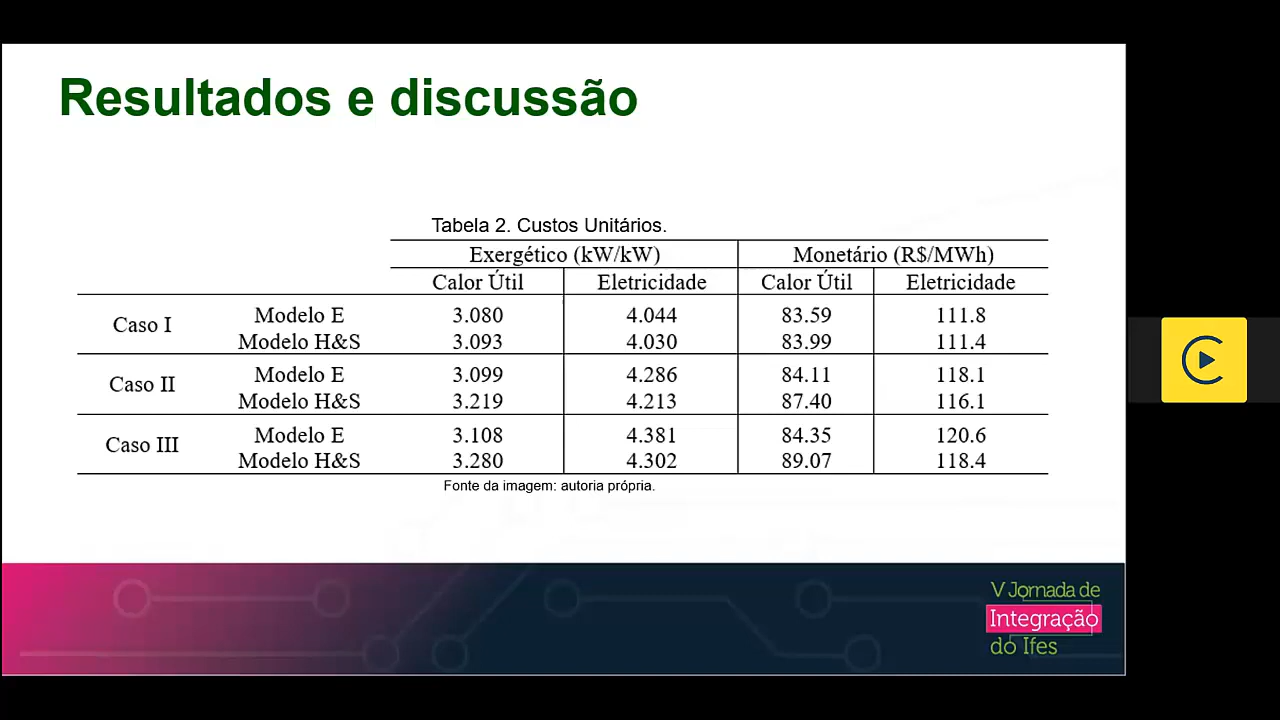 Resultados e discussão
Tabela 2. Custos Unitários.
Exergético (kW/kW) Monetário (R$/MWh)
Calor Útil Eletricidade Calor Útil Eletricidade
Caso I Modelo E 3.080 4.044 83.59 111.8
Modelo H&S 3.093 4.030 83.99 111.4
Caso II Modelo E 3.099 4.286 84.11 118.1
Modelo H&S 3.219 4.213 87.40 116.1
Caso III Modelo E 3.108 4.381 84.35 120.6
Modelo H&S 3.280 4.302 89.07 118.4
Fonte da imagem: autoria própria.
V Jornada de
Integração
do Ifes